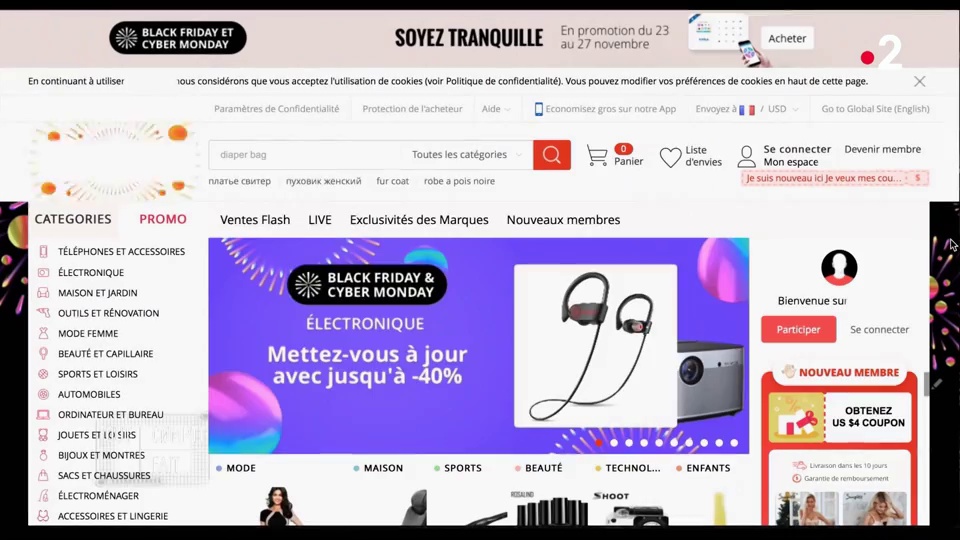 BLACK FRIDAY ET
CYBER MONDAY
SOYEZ TRANQUILLE
En promotion du 23
au 27 novembre
Acheter
2
En continuant à utiliser
nous considérons que vous acceptez l'utilisation de cookies (voir Politique de confidentialité). Vous pouvez modifier vos préférences de cookies en haut de cette page.
Paramètres de Confidentialité
Protection de l'acheteur
Aide
Economisez gros sur notre App
Envoyez à / USD
Go to Global Site (English)
diaper bag
Toutes les catégories
0
Panier
Liste
d'envies
Se connecter
Mon espace
Devenir membre
платье свитер
пуховик женский
fur coat
robe a pois noire
Je suis nouveau ici Je veux mes cou... $
CATEGORIES
PROMO
Ventes Flash
LIVE
Exclusivités des Marques
Nouveaux membres
TÉLÉPHONES ET ACCESSOIRES
ÉLECTRONIQUE
MAISON ET JARDIN
OUTILS ET RÉNOVATION
MODE FEMME
BEAUTÉ ET CAPILLAIRE
SPORTS ET LOISIRS
AUTOMOBILES
ORDINATEUR ET BUREAU
JOUETS ET LOISIRS
BIJOUX ET MONTRES
SACS ET CHAUSSURES
ÉLECTROMÉNAGER
ACCESSOIRES ET LINGERIE
BLACK FRIDAY &
CYBER MONDAY
ÉLECTRONIQUE
Mettez-vous à jour
avec jusqu'à -40%
Bienvenue sur
Participer
Se connecter
NOUVEAU MEMBRE
OBTENEZ
US $4 COUPON
Livraison dans les 10 jours
Garantie de remboursement
MODE
MAISON
SPORTS
BEAUTÉ
TECHNOL...
ENFANTS
ROSALIND
SHOOT